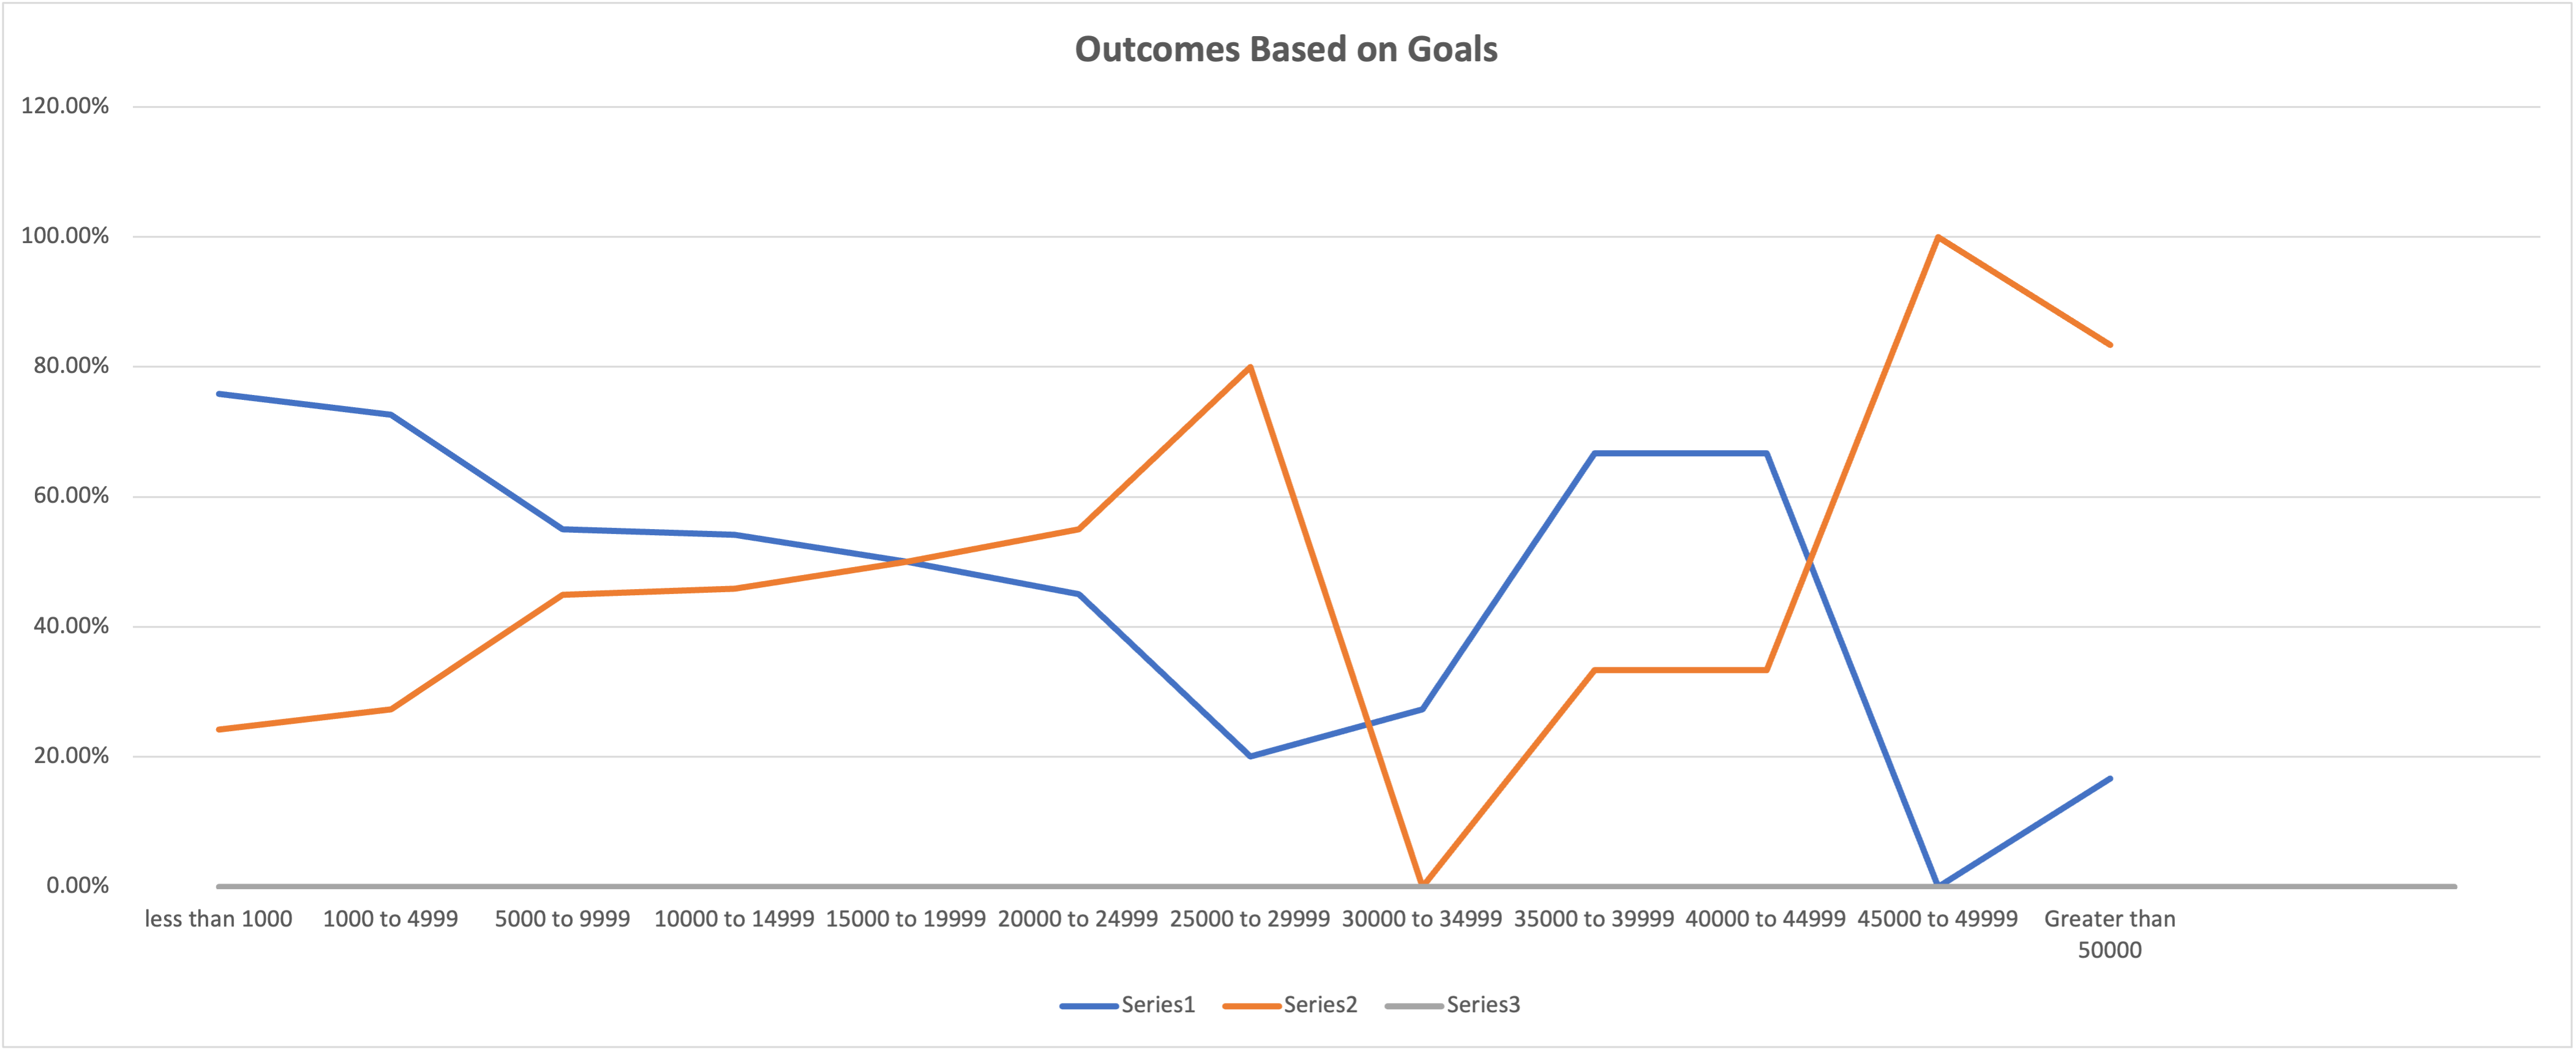 Outcomes Based on Goals
120.00%
100.00%
80.00%
60.00%
40.00%
20.00%
0.00%
less than 1000
1000 to 4999
5000 to 9999
10000 to 14999
15000 to 19999
20000 to 24999
25000 to 29999
30000 to 34999
35000 to 39999
40000 to 44999
45000 to 49999
Greater than
50000
Series1
Series2
Series3